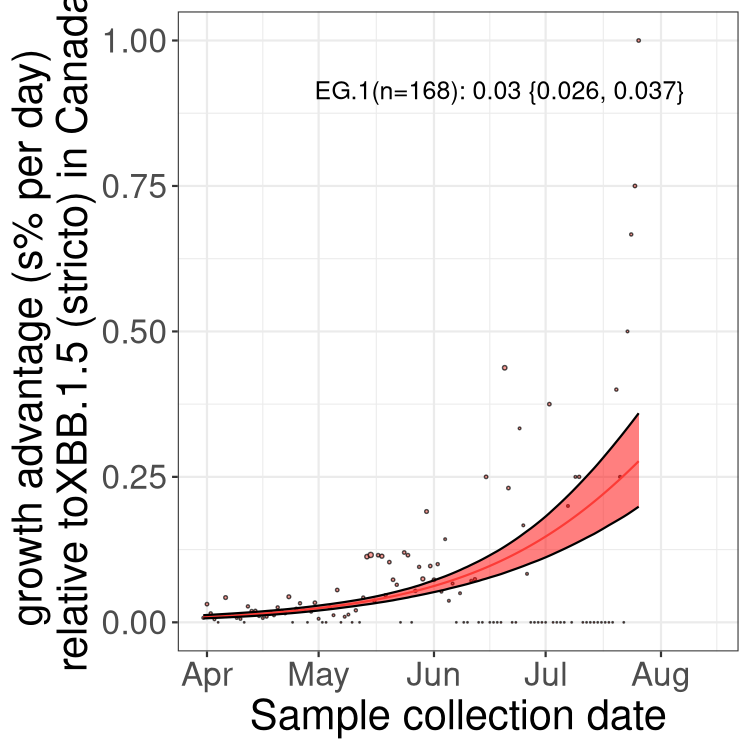 growth advantage (s% per day)
relative toXBB.1.5 (stricto) in Canada
1.00
0.75
0.50
0.25
0.00
EG.1(n=168): 0.03 {0.026, 0.037}
Apr May Jun Jul Aug
Sample collection date